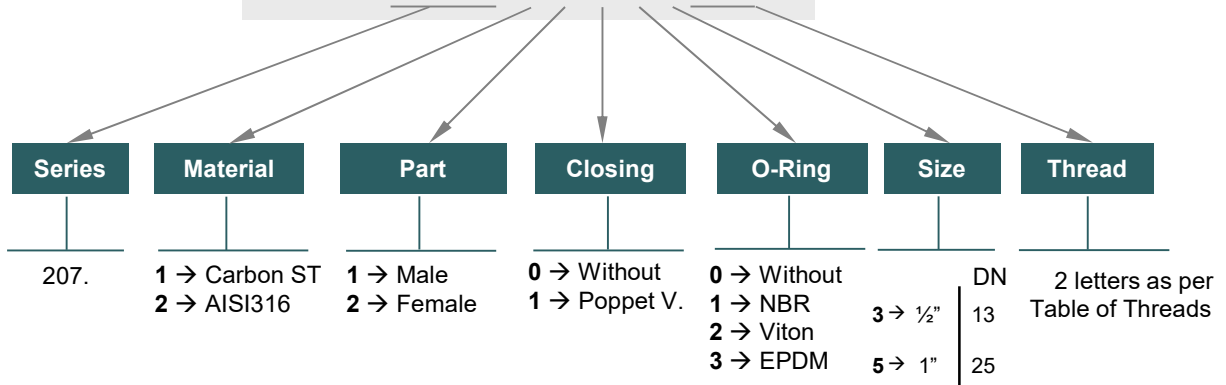 Series
Material
Part
Closing
O-Ring
Size
Thread
207.
1 → Carbon ST
2 → AISI316
1 → Male
2 → Female
0 → Without
1 → Poppet V.
0 → Without
1 → NBR
2 → Viton
3 → EPDM
DN
3 → ½” 13
5 → 1” 25
2 letters as per
Table of Threads